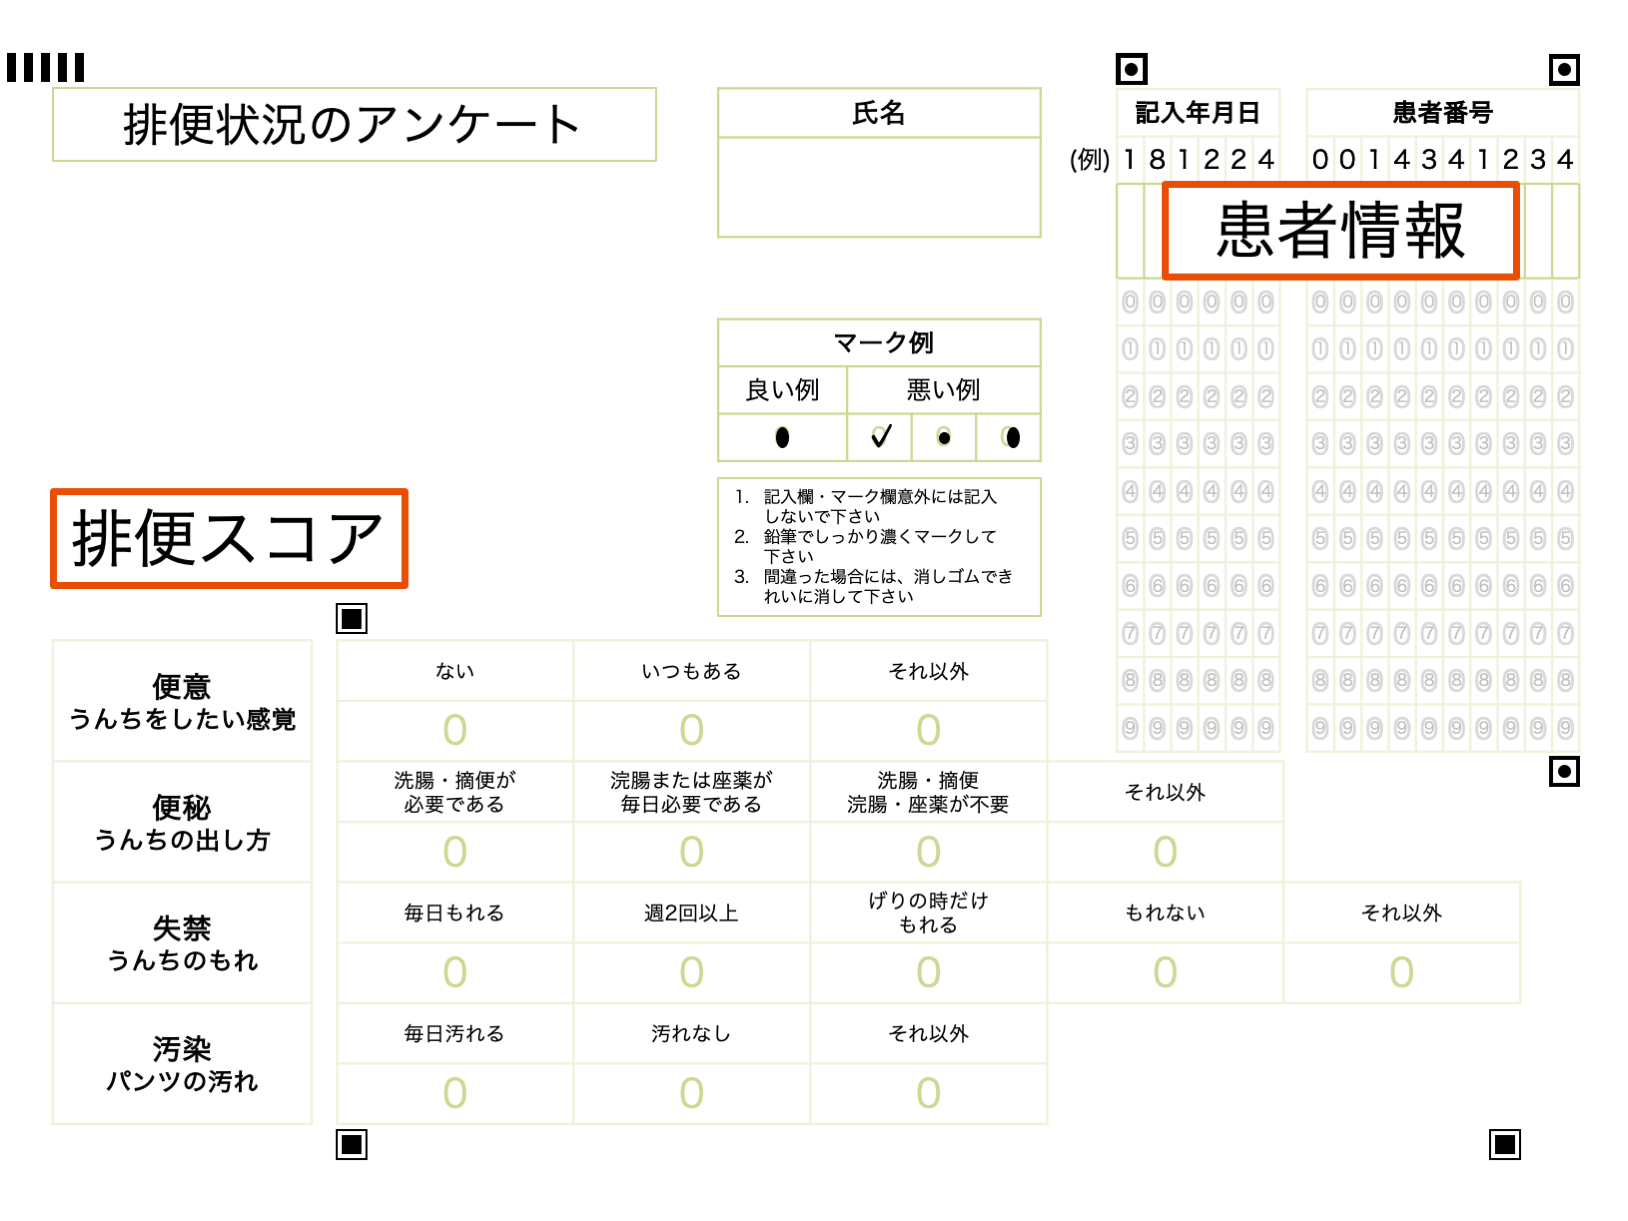 排便状況のアンケート
氏名
記入年月日
患者番号
(例) 1 8 1 2 2 4 0 0 1 4 3 4 1 2 3 4
患者情報
0 0 0 0 0 0 0 0 0 0 0 0 0 0 0 0
1 1 1 1 1 1 1 1 1 1 1 1 1 1 1 1
2 2 2 2 2 2 2 2 2 2 2 2 2 2 2 2
3 3 3 3 3 3 3 3 3 3 3 3 3 3 3 3
4 4 4 4 4 4 4 4 4 4 4 4 4 4 4 4
5 5 5 5 5 5 5 5 5 5 5 5 5 5 5 5
6 6 6 6 6 6 6 6 6 6 6 6 6 6 6 6
7 7 7 7 7 7 7 7 7 7 7 7 7 7 7 7
8 8 8 8 8 8 8 8 8 8 8 8 8 8 8 8
9 9 9 9 9 9 9 9 9 9 9 9 9 9 9 9
マーク例
良い例
悪い例
1. 記入欄・マーク欄意外には記入
しないで下さい
2. 鉛筆でしっかり濃くマークして
下さい
3. 間違った場合には、消しゴムでき
れいに消して下さい
排便スコア
便意
うんちをしたい感覚
ない
いつもある
それ以外
0 0 0
便秘
うんちの出し方
洗腸・摘便が
必要である
浣腸または座薬が
毎日必要である
洗腸・摘便
浣腸・座薬が不要
それ以外
0 0 0 0
失禁
うんちのもれ
毎日もれる
週2回以上
げりの時だけ
もれる
もれない
それ以外
0 0 0 0 0
汚染
パンツの汚れ
毎日汚れる
汚れなし
それ以外
0 0 0